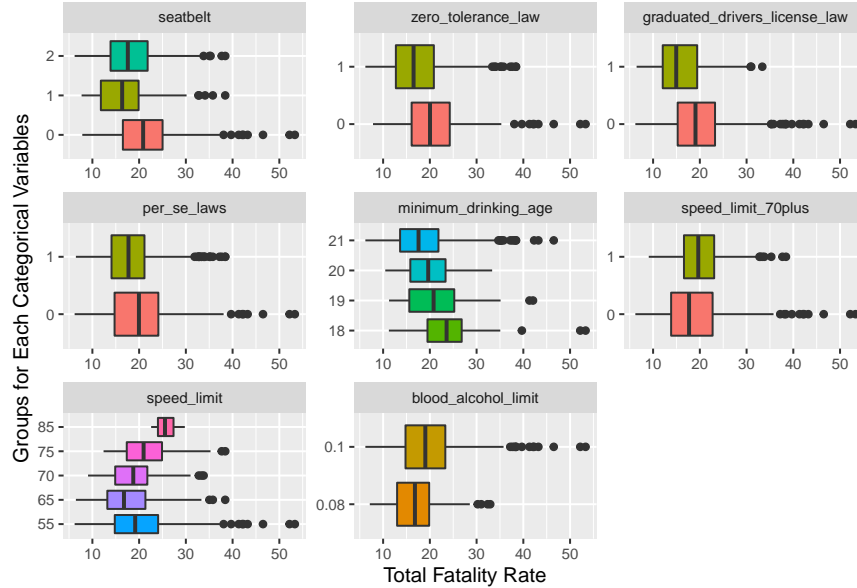 seatbelt
2
1
0
10 20 30 40 50
zero_tolerance_law
1
0
10 20 30 40 50
graduated_drivers_license_law
1
0
10 20 30 40 50
per_se_laws
1
0
10 20 30 40 50
minimum_drinking_age
21
20
19
18
10 20 30 40 50
speed_limit_70plus
1
0
10 20 30 40 50
speed_limit
85
75
70
65
55
10 20 30 40 50
blood_alcohol_limit
0.1
0.08
10 20 30 40 50
Groups for Each Categorical Variables
Total Fatality Rate